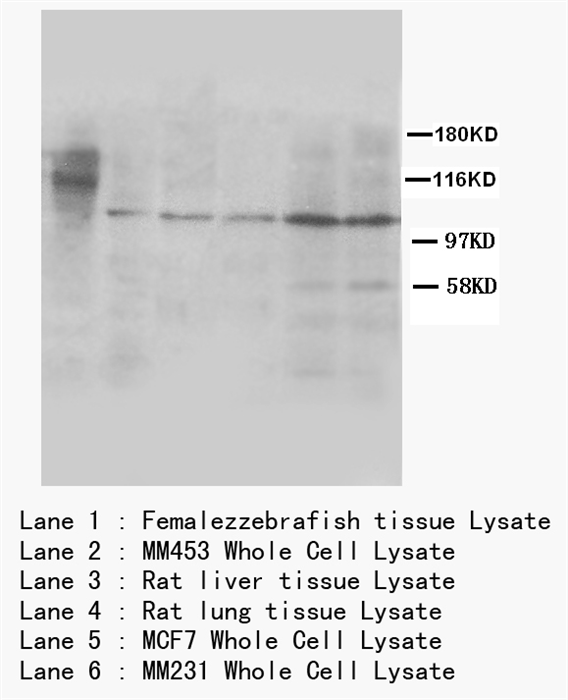 180KD
116KD
97KD
58KD
Lane 1 : Femalezzebrafish tissue Lysate
Lane 2 : MM453 Whole Cell Lysate
Lane 3 : Rat liver tissue Lysate
Lane 4 : Rat lung tissue Lysate
Lane 5 : MCF7 Whole Cell Lysate
Lane 6 : MM231 Whole Cell Lysate